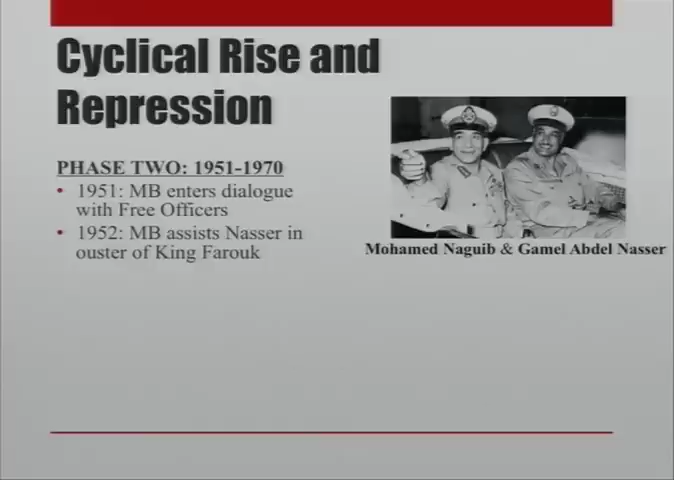 Cyclical Rise and
Repression
PHASE TWO: 1951-1970
• 1951: MB enters dialogue
with Free Officers
• 1952: MB assists Nasser in
ouster of King Farouk
Mohamed Naguib & Gamel Abdel Nasser